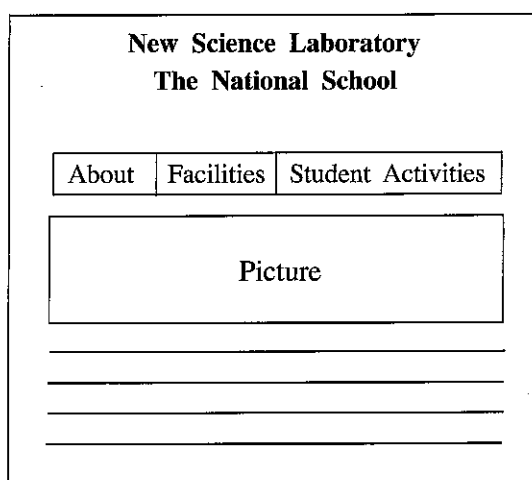 New Science Laboratory
The National School
About Facilities Student Activities
Picture